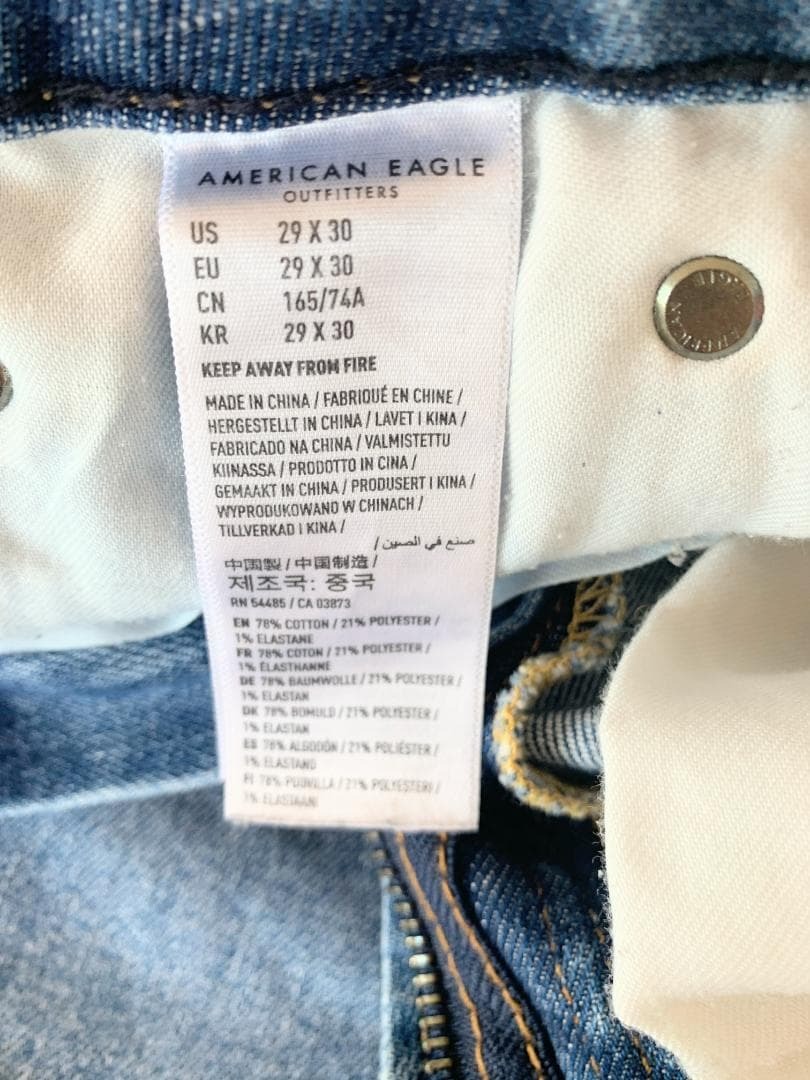 AMERICAN EAGLE
OUTFITTERS
US 29 X 30
EU 29 X 30
CN 165/74A
KR 29 X 30
KEEP AWAY FROM FIRE
MADE IN CHINA / FABRIQUÉ EN CHINE /
HERGESTELLT IN CHINA / LAVET I KINA /
FABRICADO NA CHINA / VALMISTETTU
KIINASSA / PRODOTTO IN CINA /
GEMAAKT IN CHINA / PRODUSERT I KINA /
WYPRODUKOWANO W CHINACH /
TILLVERKAD I KINA /
صنع في الصين /
中国製 / 中国制造 /
제조국: 중국
RN 54485 / CA 03873
EN 78% COTTON / 21% POLYESTER /
1% ELASTANE
FR 78% COTON / 21% POLYESTER /
1% ÉLASTHANNE
DE 78% BAUMWOLLE / 21% POLYESTER /
1% ELASTAN
DK 78% BOMULD / 21% POLYESTER /
1% ELASTAN
ES 78% ALGODÓN / 21% POLIÉSTER /
1% ELASTANO
FI 78% PUUVILLA / 21% POLYESTERI /
1% ELASTAANI
AMERICAN